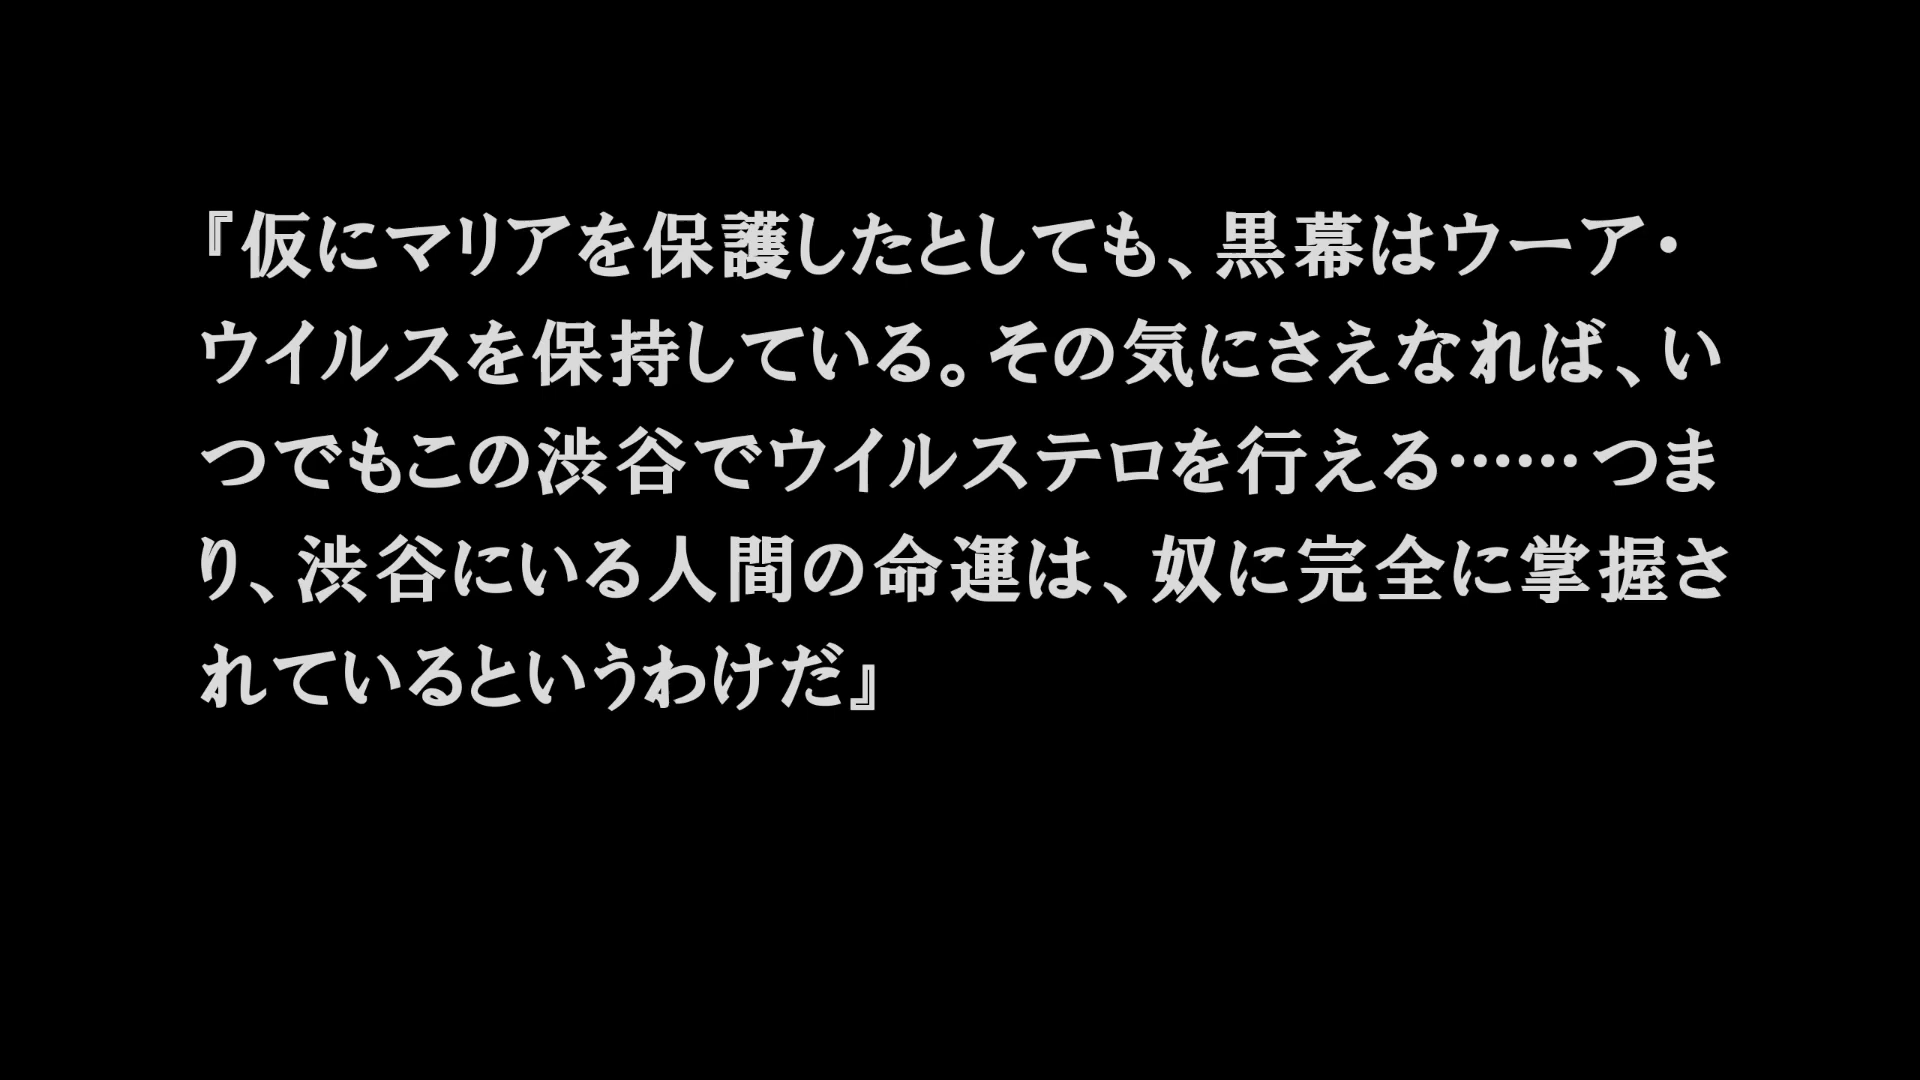 『仮にマリアを保護したとしても、黒幕はウーア・
ウイルスを保持している。その気にさえなれば、い
つでもこの渋谷でウイルステロを行える……つま
り、渋谷にいる人間の命運は、奴に完全に掌握さ
れているというわけだ』